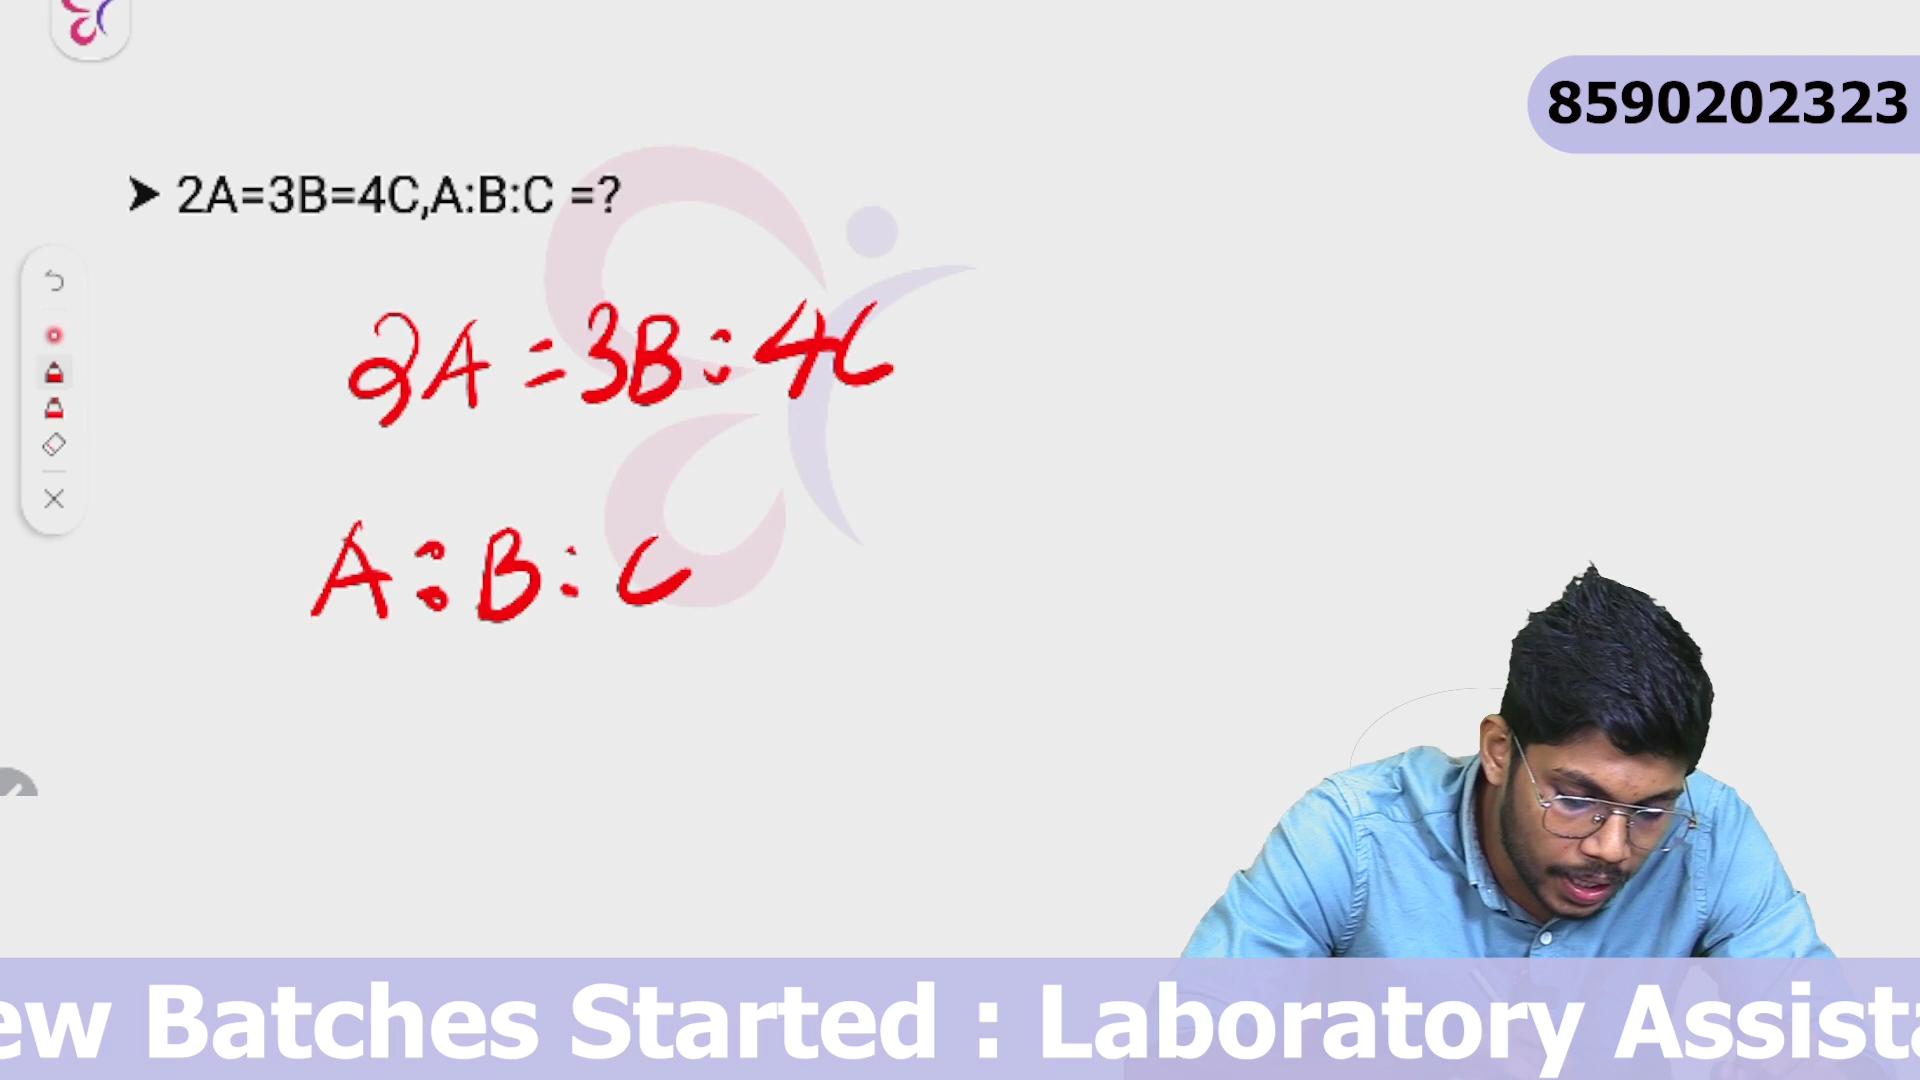 8590202323
➤ 2A=3B=4C,A:B:C =?
2A = 3B : 4C
A : B : C
ew Batches Started : Laboratory Assista